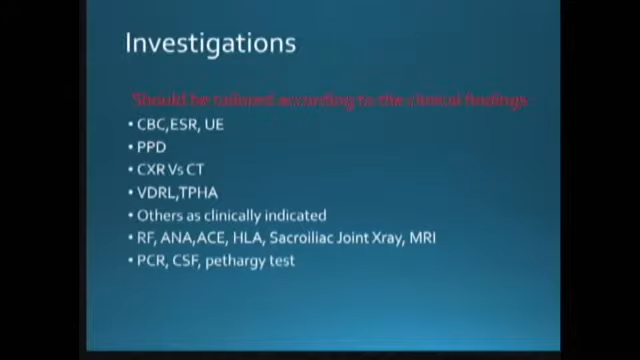 Investigations
Should be tailored according to the clinical findings.
• CBC,ESR, UE
• PPD
• CXR Vs CT
• VDRL,TPHA
• Others as clinically indicated
• RF, ANA,ACE, HLA, Sacroiliac Joint Xray, MRI
• PCR, CSF, pethargy test